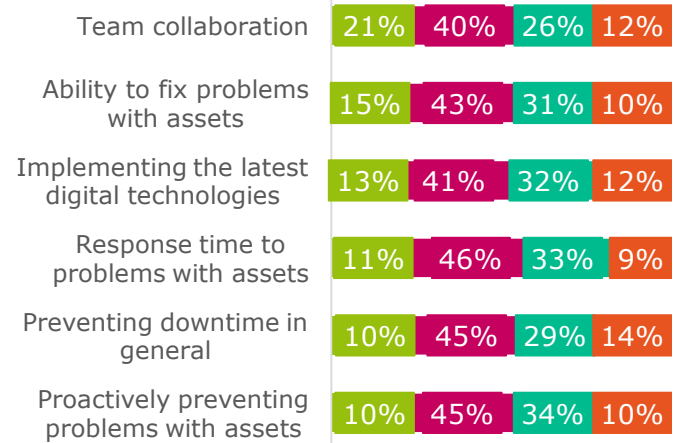 Team collaboration 21% 40% 26% 12%
Ability to fix problems
with assets 15% 43% 31% 10%
Implementing the latest
digital technologies 13% 41% 32% 12%
Response time to
problems with assets 11% 46% 33% 9%
Preventing downtime in
general 10% 45% 29% 14%
Proactively preventing
problems with assets 10% 45% 34% 10%